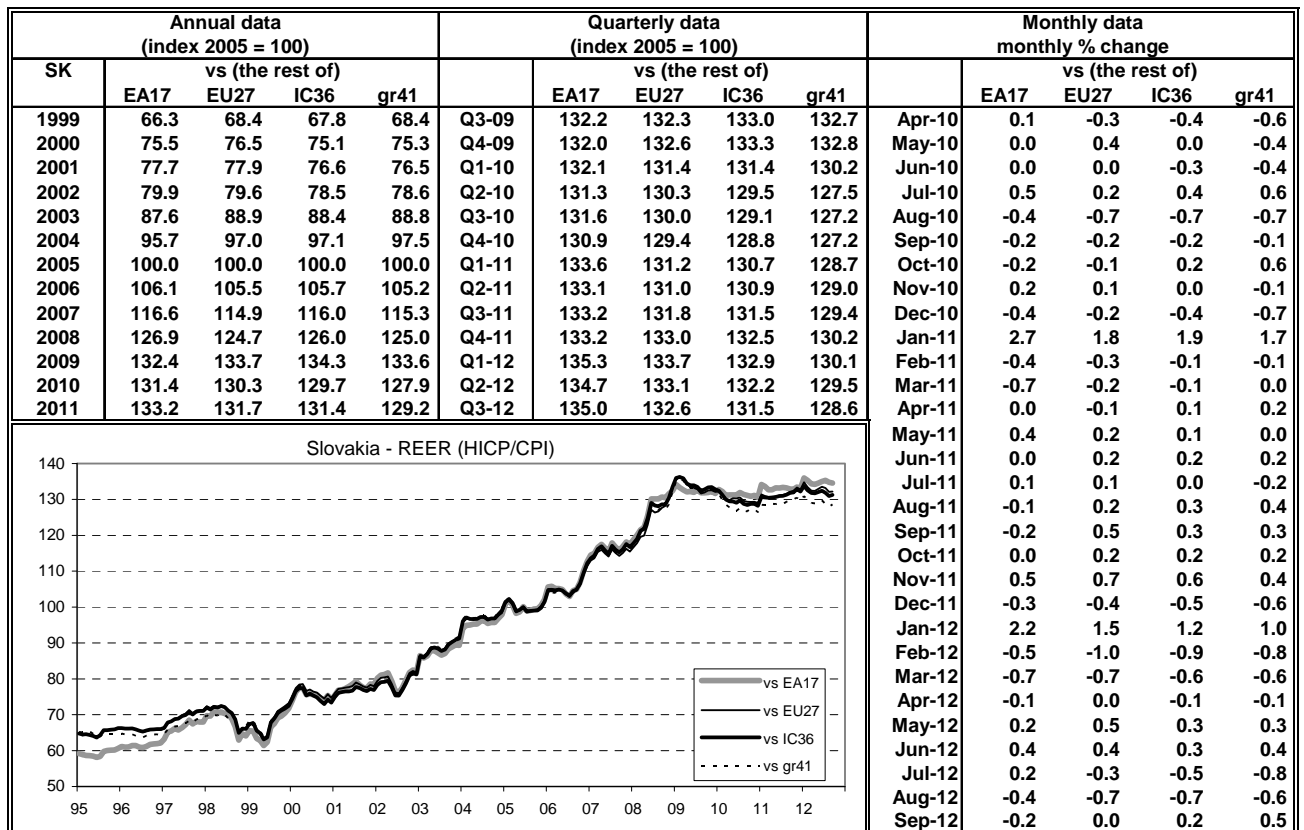 Annual data
(index 2005 = 100)
SK vs (the rest of)
EA17 EU27 IC36 gr41
1999 66.3 68.4 67.8 68.4
2000 75.5 76.5 75.1 75.3
2001 77.7 77.9 76.6 76.5
2002 79.9 79.6 78.5 78.6
2003 87.6 88.9 88.4 88.8
2004 95.7 97.0 97.1 97.5
2005 100.0 100.0 100.0 100.0
2006 106.1 105.5 105.7 105.2
2007 116.6 114.9 116.0 115.3
2008 126.9 124.7 126.0 125.0
2009 132.4 133.7 134.3 133.6
2010 131.4 130.3 129.7 127.9
2011 133.2 131.7 131.4 129.2
Quarterly data
(index 2005 = 100)
vs (the rest of)
EA17 EU27 IC36 gr41
Q3-09 132.2 132.3 133.0 132.7
Q4-09 132.0 132.6 133.3 132.8
Q1-10 132.1 131.4 131.4 130.2
Q2-10 131.3 130.3 129.5 127.5
Q3-10 131.6 130.0 129.1 127.2
Q4-10 130.9 129.4 128.8 127.2
Q1-11 133.6 131.2 130.7 128.7
Q2-11 133.1 131.0 130.9 129.0
Q3-11 133.2 131.8 131.5 129.4
Q4-11 133.2 133.0 132.5 130.2
Q1-12 135.3 133.7 132.9 130.1
Q2-12 134.7 133.1 132.2 129.5
Q3-12 135.0 132.6 131.5 128.6
Monthly data
monthly % change
vs (the rest of)
EA17 EU27 IC36 gr41
Apr-10 0.1 -0.3 -0.4 -0.6
May-10 0.0 0.4 0.0 -0.4
Jun-10 0.0 0.0 -0.3 -0.4
Jul-10 0.5 0.2 0.4 0.6
Aug-10 -0.4 -0.7 -0.7 -0.7
Sep-10 -0.2 -0.2 -0.2 -0.1
Oct-10 -0.2 -0.1 0.2 0.6
Nov-10 0.2 0.1 0.0 -0.1
Dec-10 -0.4 -0.2 -0.4 -0.7
Jan-11 2.7 1.8 1.9 1.7
Feb-11 -0.4 -0.3 -0.1 -0.1
Mar-11 -0.7 -0.2 -0.1 0.0
Apr-11 0.0 -0.1 0.1 0.2
May-11 0.4 0.2 0.1 0.0
Jun-11 0.0 0.2 0.2 0.2
Jul-11 0.1 0.1 0.0 -0.2
Aug-11 -0.1 0.2 0.3 0.4
Sep-11 -0.2 0.5 0.3 0.3
Oct-11 0.0 0.2 0.2 0.2
Nov-11 0.5 0.7 0.6 0.4
Dec-11 -0.3 -0.4 -0.5 -0.6
Jan-12 2.2 1.5 1.2 1.0
Feb-12 -0.5 -1.0 -0.9 -0.8
Mar-12 -0.7 -0.7 -0.6 -0.6
Apr-12 -0.1 0.0 -0.1 -0.1
May-12 0.2 0.5 0.3 0.3
Jun-12 0.4 0.4 0.3 0.4
Jul-12 0.2 -0.3 -0.5 -0.8
Aug-12 -0.4 -0.7 -0.7 -0.6
Sep-12 -0.2 0.0 0.2 0.5
Slovakia - REER (HICP/CPI)
140
130
120
110
100
90
80
70
60
50
vs EA17
vs EU27
vs IC36
vs gr41
95 96 97 98 99 00 01 02 03 04 05 06 07 08 09 10 11 12